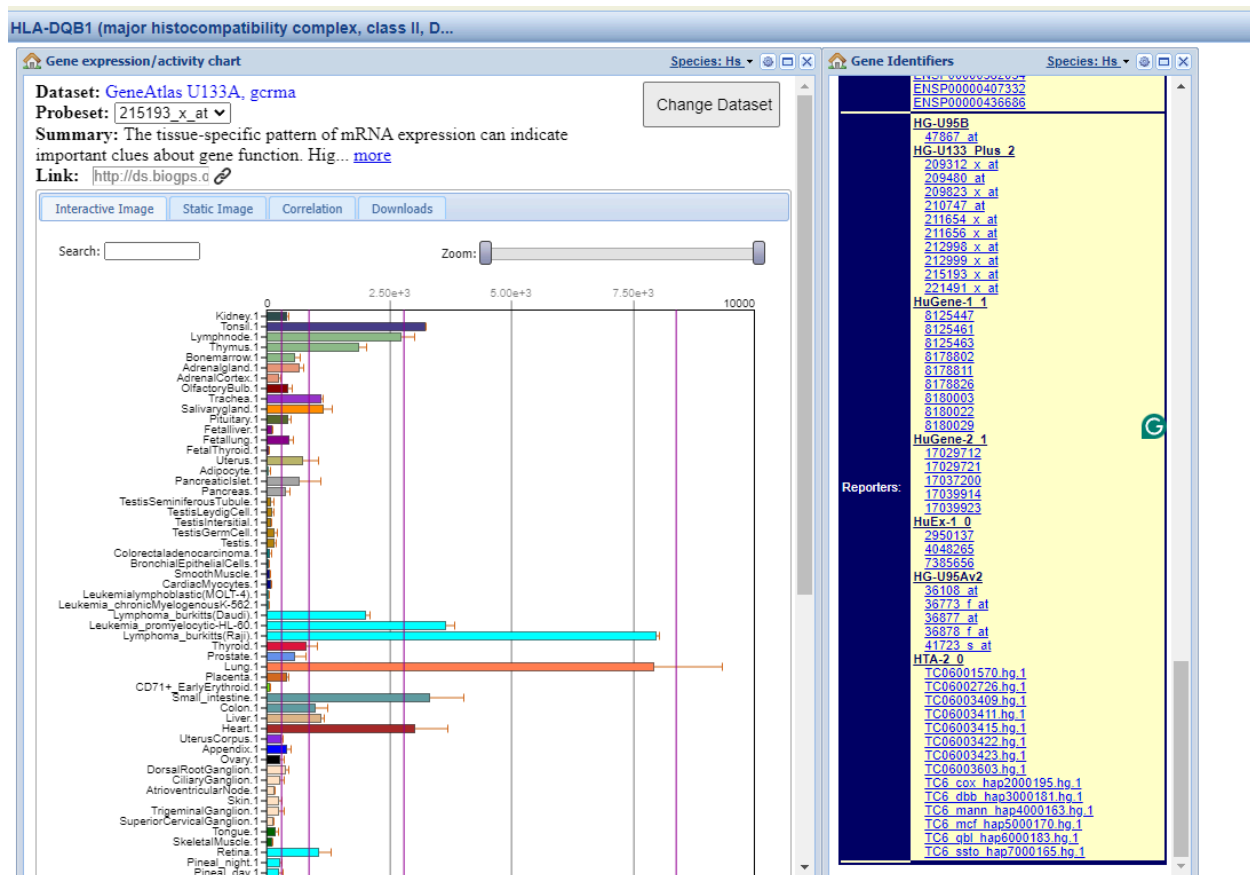 HLA-DQB1 (major histocompatibility complex, class II, D...
Gene expression/activity chart
Species: Hs
Dataset: GeneAtlas U133A, gcrma
Probeset: 215193_x_at
Change Dataset
Summary: The tissue-specific pattern of mRNA expression can indicate
important clues about gene function. Hig... more
Link: http://ds.biogps.o
Interactive Image
Static Image
Correlation
Downloads
Search:
Zoom:
0
2.50e+3
5.00e+3
7.50e+3
10000
Kidney.1
Tonsil.1
Lymphnode.1
Thymus.1
Bonemarrow.1
Adrenalgland.1
AdrenalCortex.1
OlfactoryBulb.1
Trachea.1
Salivarygland.1
Pituitary.1
Fetalliver.1
Fetallung.1
FetalThyroid.1
Uterus.1
Adipocyte.1
PancreaticIslet.1
Pancreas.1
TestisSeminiferousTubule.1
TestisLeydigCell.1
TestisIntersitial.1
TestisGermCell.1
Testis.1
Colorectaladenocarcinoma.1
BronchialEpithelialCells.1
SmoothMuscle.1
CardiacMyocytes.1
Leukemialymphoblastic(MOLT-4).1
Leukemia_chronicMyelogenousK-562.1
Lymphoma_burkitts(Daudi).1
Leukemia_promyelocytic-HL-60.1
Lymphoma_burkitts(Raji).1
Thyroid.1
Prostate.1
Lung.1
Placenta.1
CD71+_EarlyErythroid.1
Small_intestine.1
Colon.1
Liver.1
Heart.1
UterusCorpus.1
Appendix.1
Ovary.1
DorsalRootGanglion.1
CiliaryGanglion.1
AtrioventricularNode.1
Skin.1
TrigeminalGanglion.1
SuperiorCervicalGanglion.1
Tongue.1
SkeletalMuscle.1
Retina.1
Pineal_night.1
Pineal_day.1
Gene Identifiers
Species: Hs
ENSP00000407332
ENSP00000436686
Reporters:
HG-U95B
47867_at
HG-U133_Plus_2
209312_x_at
209480_at
209823_x_at
210747_at
211654_x_at
211656_x_at
212998_x_at
212999_x_at
215193_x_at
221491_x_at
HuGene-1_1
8125447
8125461
8125463
8178802
8178811
8178826
8180003
8180022
8180029
HuGene-2_1
17029712
17029721
17037200
17039914
17039923
HuEx-1_0
2950137
4048265
7385656
HG-U95Av2
36108_at
36773_f_at
36877_at
36878_f_at
41723_s_at
HTA-2_0
TC06001570.hg.1
TC06002726.hg.1
TC06003409.hg.1
TC06003411.hg.1
TC06003415.hg.1
TC06003422.hg.1
TC06003423.hg.1
TC06003603.hg.1
TC6_cox_hap2000195.hg.1
TC6_dbb_hap3000181.hg.1
TC6_mann_hap4000163.hg.1
TC6_mcf_hap5000170.hg.1
TC6_qbl_hap6000183.hg.1
TC6_ssto_hap7000165.hg.1
G